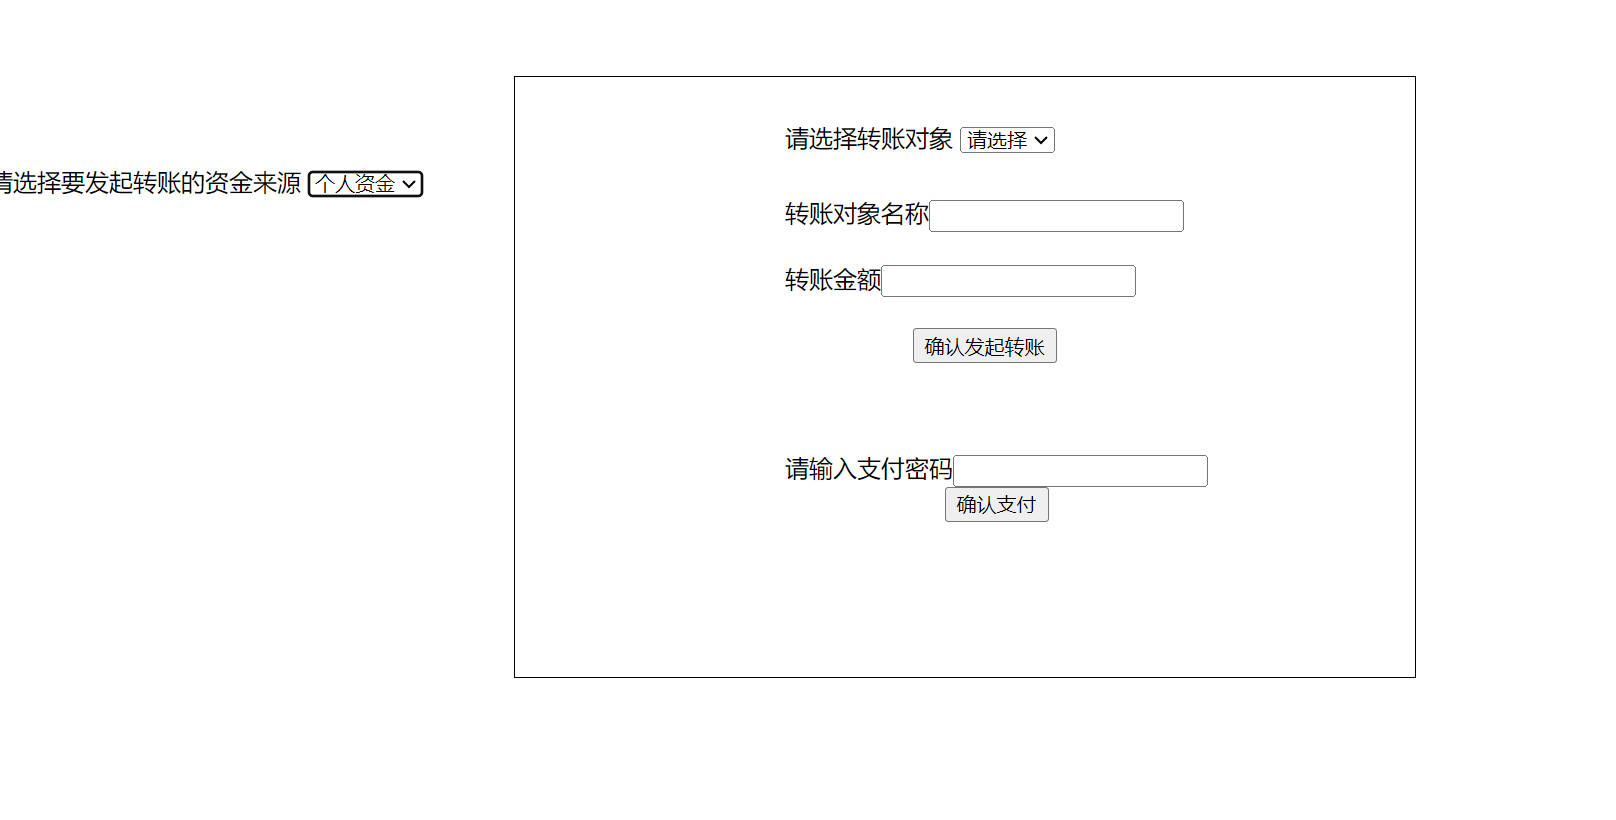 请选择要发起转账的资金来源 个人资金
请选择转账对象 请选择
转账对象名称
转账金额
确认发起转账
请输入支付密码
确认支付